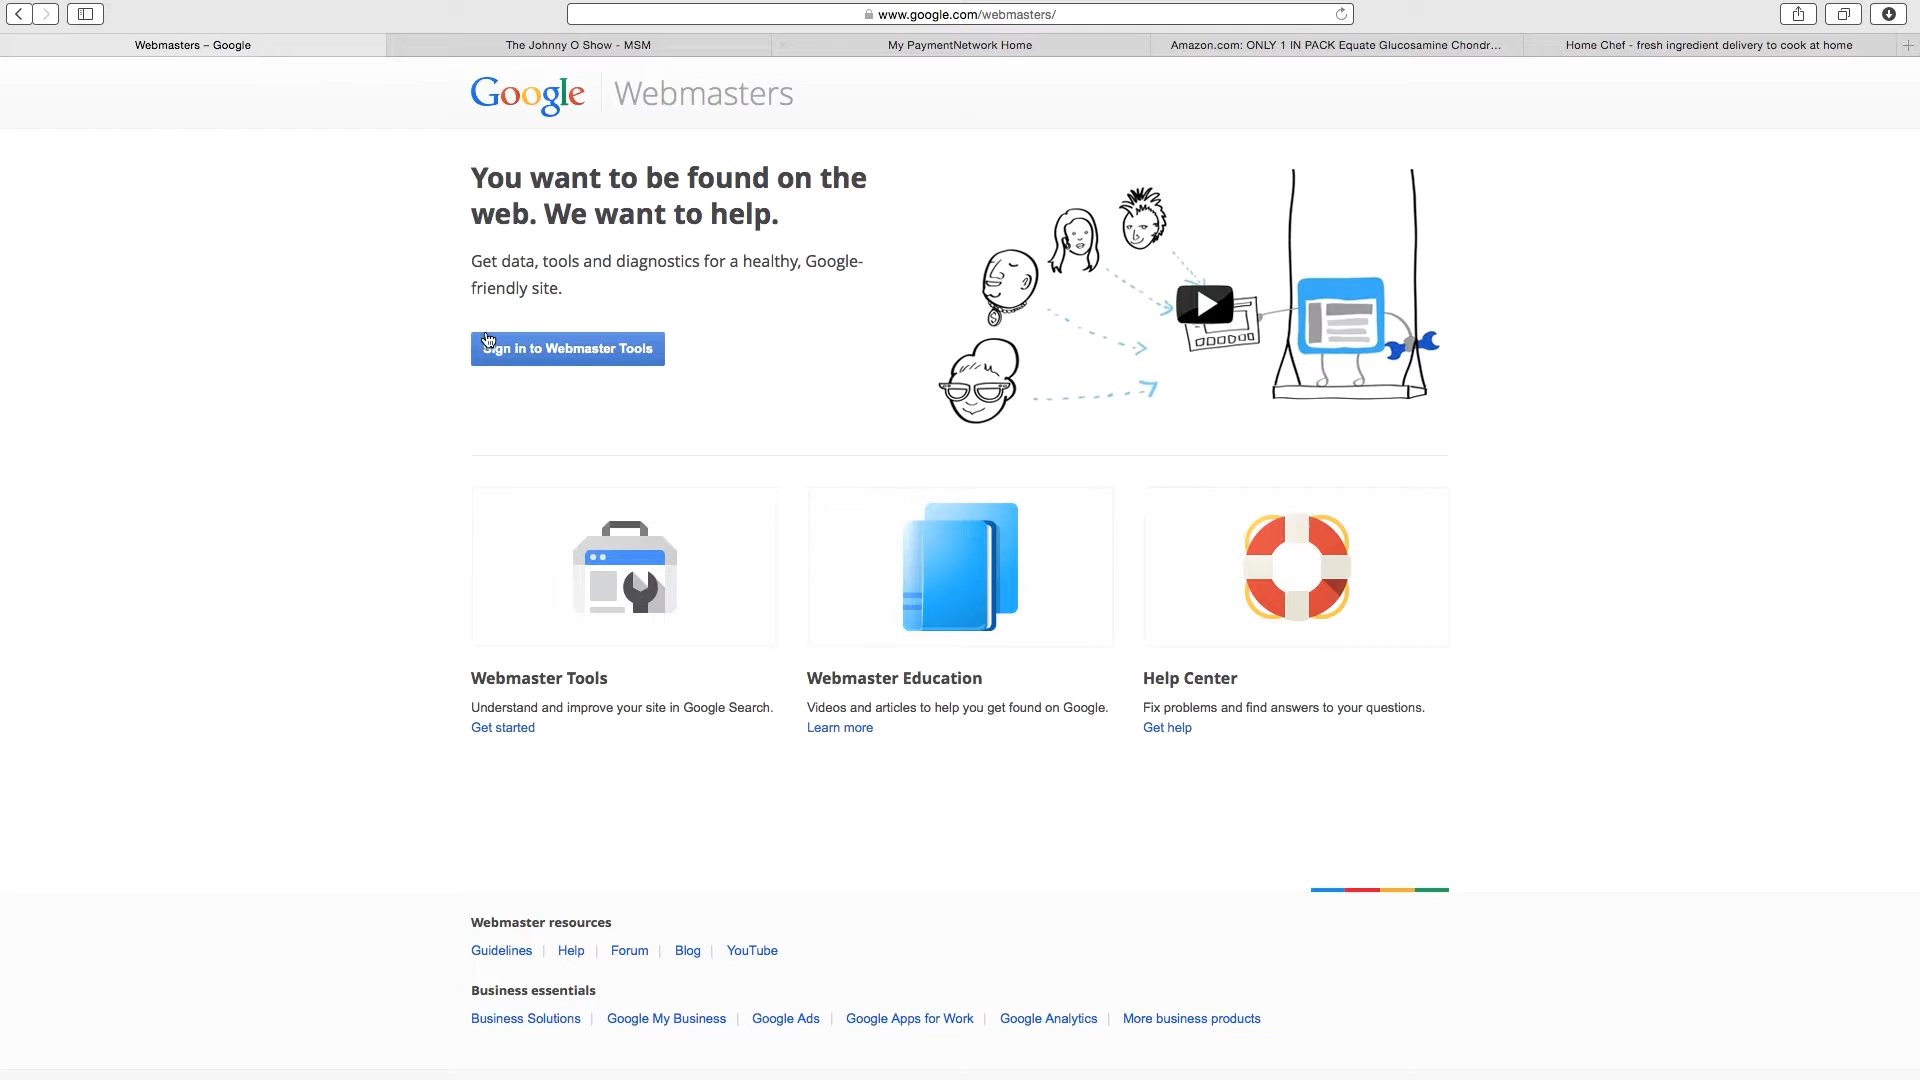 www.google.com/webmasters/
Webmasters – Google
The Johnny O Show - MSM
My PaymentNetwork Home
Amazon.com: ONLY 1 IN PACK Equate Glucosamine Chondr...
Home Chef - fresh ingredient delivery to cook at home
Google Webmasters
You want to be found on the
web. We want to help.
Get data, tools and diagnostics for a healthy, Google-
friendly site.
Sign in to Webmaster Tools
Webmaster Tools
Understand and improve your site in Google Search.
Get started
Webmaster Education
Videos and articles to help you get found on Google.
Learn more
Help Center
Fix problems and find answers to your questions.
Get help
Webmaster resources
Guidelines | Help | Forum | Blog | YouTube
Business essentials
Business Solutions | Google My Business | Google Ads | Google Apps for Work | Google Analytics | More business products